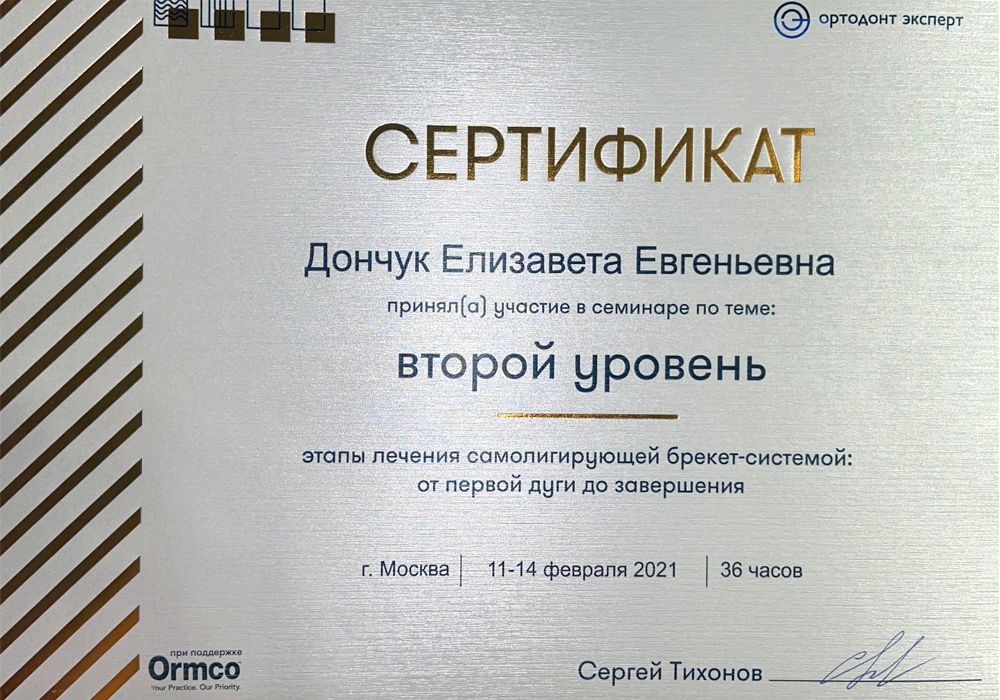 ортодонт эксперт
СЕРТИФИКАТ
Дончук Елизавета Евгеньевна
принял(а) участие в семинаре по теме:
второй уровень
этапы лечения самолигирующей брекет-системой:
от первой дуги до завершения
г. Москва 11-14 февраля 2021 36 часов
при поддержке
Ormco
Your Practice. Our Priority.
Сергей Тихонов